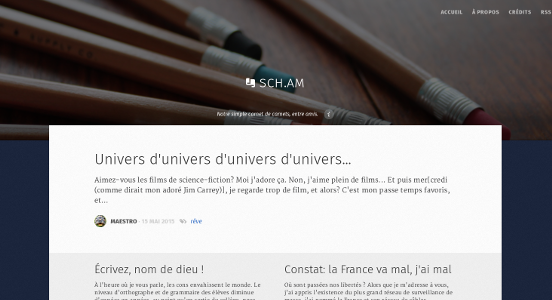 ACCUEIL À PROPOS CRÉDITS RSS
SCH.AM
Notre simple carnet de carnets, entre amis.
Univers d'univers d'univers d'univers...
Aimez-vous les films de science-fiction? Moi j'adore ça. Non, j'aime plein de films... Et puis mer[credi
(comme dirait mon adoré Jim Carrey)], je regarde trop de film, et alors? C'est mon passe temps favoris,
et...
MAESTRO 13 MAI 2015 rêve
Écrivez, nom de dieu !
À l'heure où je vous parle, les cons envahissent le monde. Le
niveau d'orthographe et de grammaire des élèves diminue
Constat: la France va mal, j'ai mal
Où sont passées nos libertés ? Alors que je m'adresse à vous,
j'ai appris l'existence du plus grand réseau de surveillance de